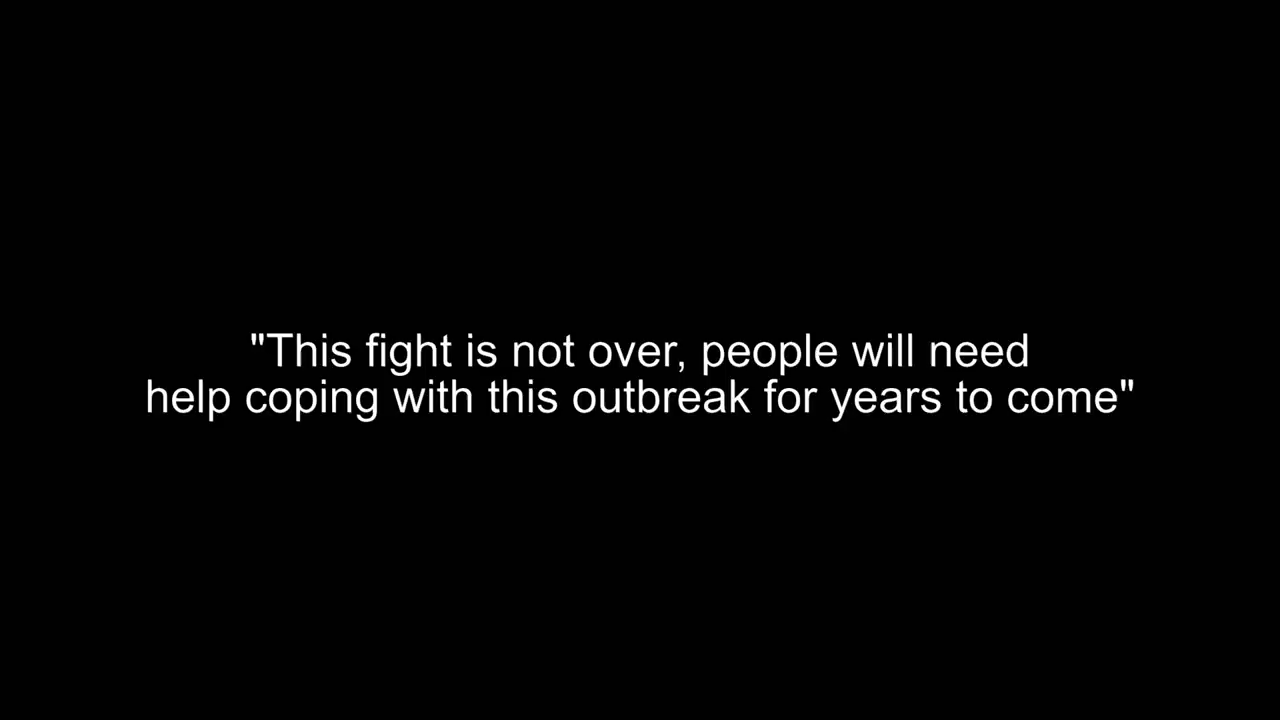 "This fight is not over, people will need
help coping with this outbreak for years to come"